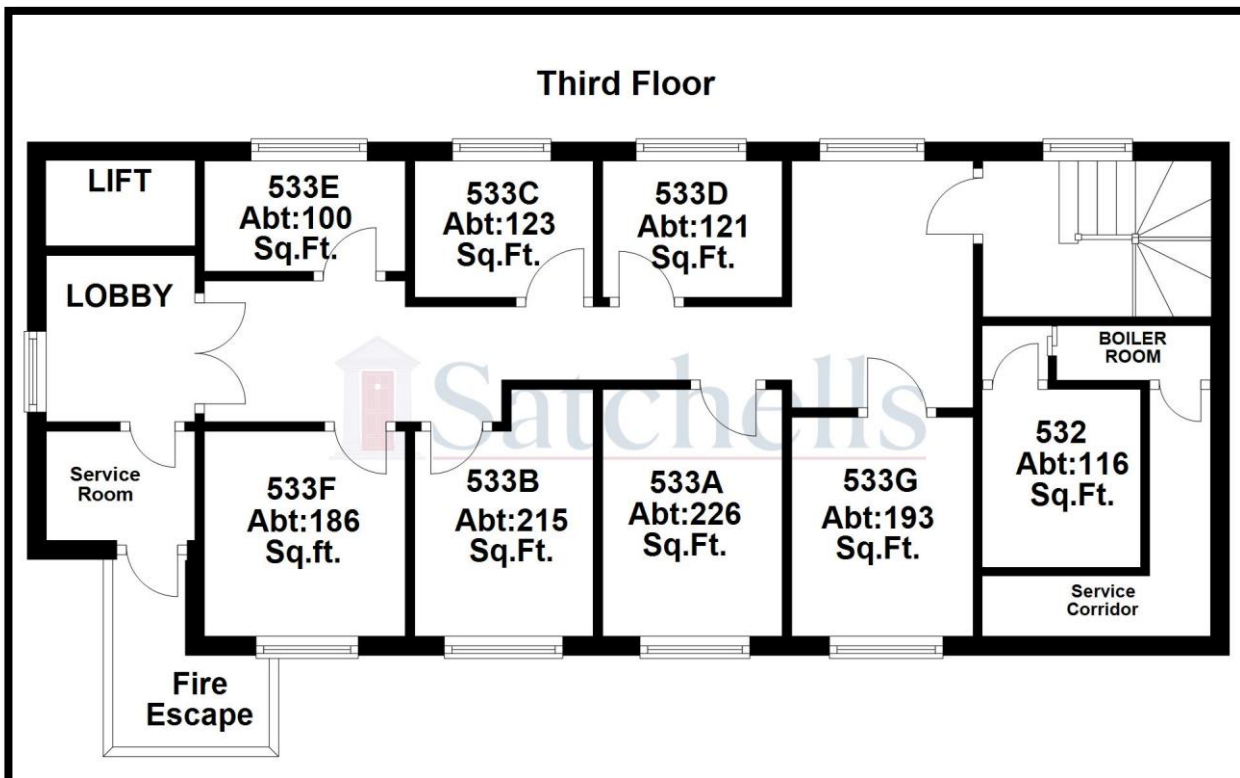 Third Floor
LIFT
533E
Abt:100
Sq.Ft.
533C
Abt:123
Sq.Ft.
533D
Abt:121
Sq.Ft.
LOBBY
BOILER
ROOM
Satchells
Service
Room
533F
Abt:186
Sq.ft.
533B
Abt:215
Sq.Ft.
533A
Abt:226
Sq.Ft.
533G
Abt:193
Sq.Ft.
532
Abt:116
Sq.Ft.
Service
Corridor
Fire
Escape